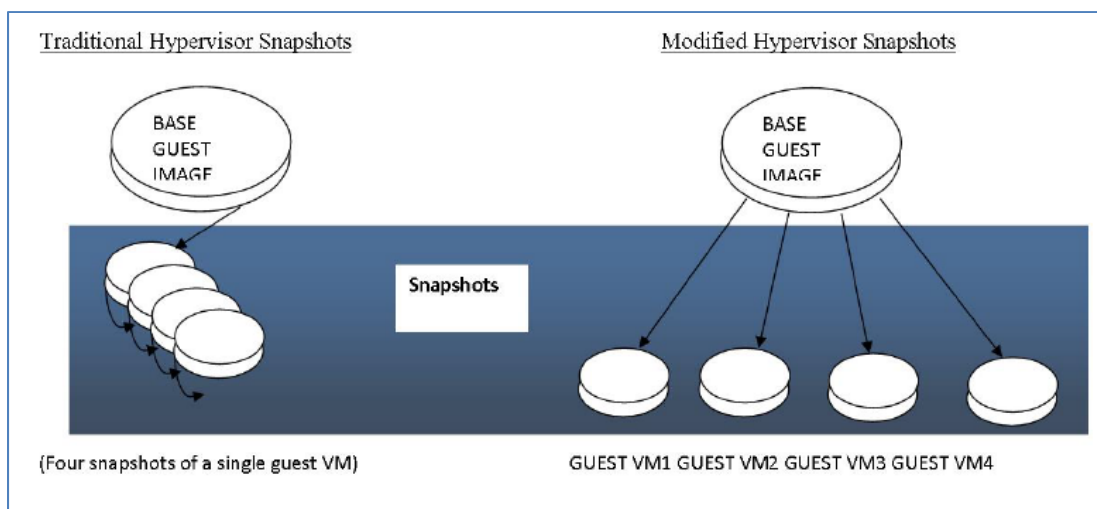 Traditional Hypervisor Snapshots
Modified Hypervisor Snapshots
BASE
GUEST
IMAGE
BASE
GUEST
IMAGE
Snapshots
(Four snapshots of a single guest VM)
GUEST VM1 GUEST VM2 GUEST VM3 GUEST VM4